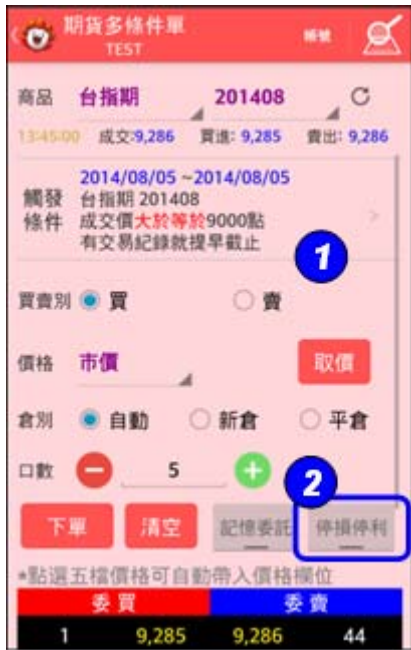 期貨多條件單
TEST
帳號
商品 台指期 201408
13:45:00 成交:9,286 買進: 9,285 賣出: 9,286
觸發
條件
2014/08/05 ~2014/08/05
台指期 201408
成交價大於等於9000點
有交易紀錄就提早截止
1
買賣別 買 賣
價格 市價 取價
倉別 自動 新倉 平倉
口數 5
2
下單 清空 記憶委託 停損停利
*點選五檔價格可自動帶入價格欄位
委買 委賣
1 9,285 9,286 44